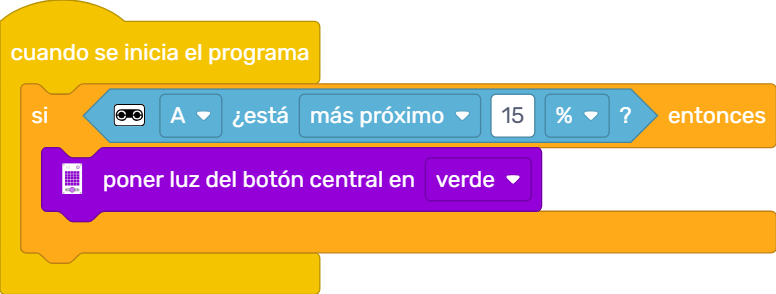 cuando se inicia el programa
si A ¿está más próximo 15 % ? entonces
poner luz del botón central en verde